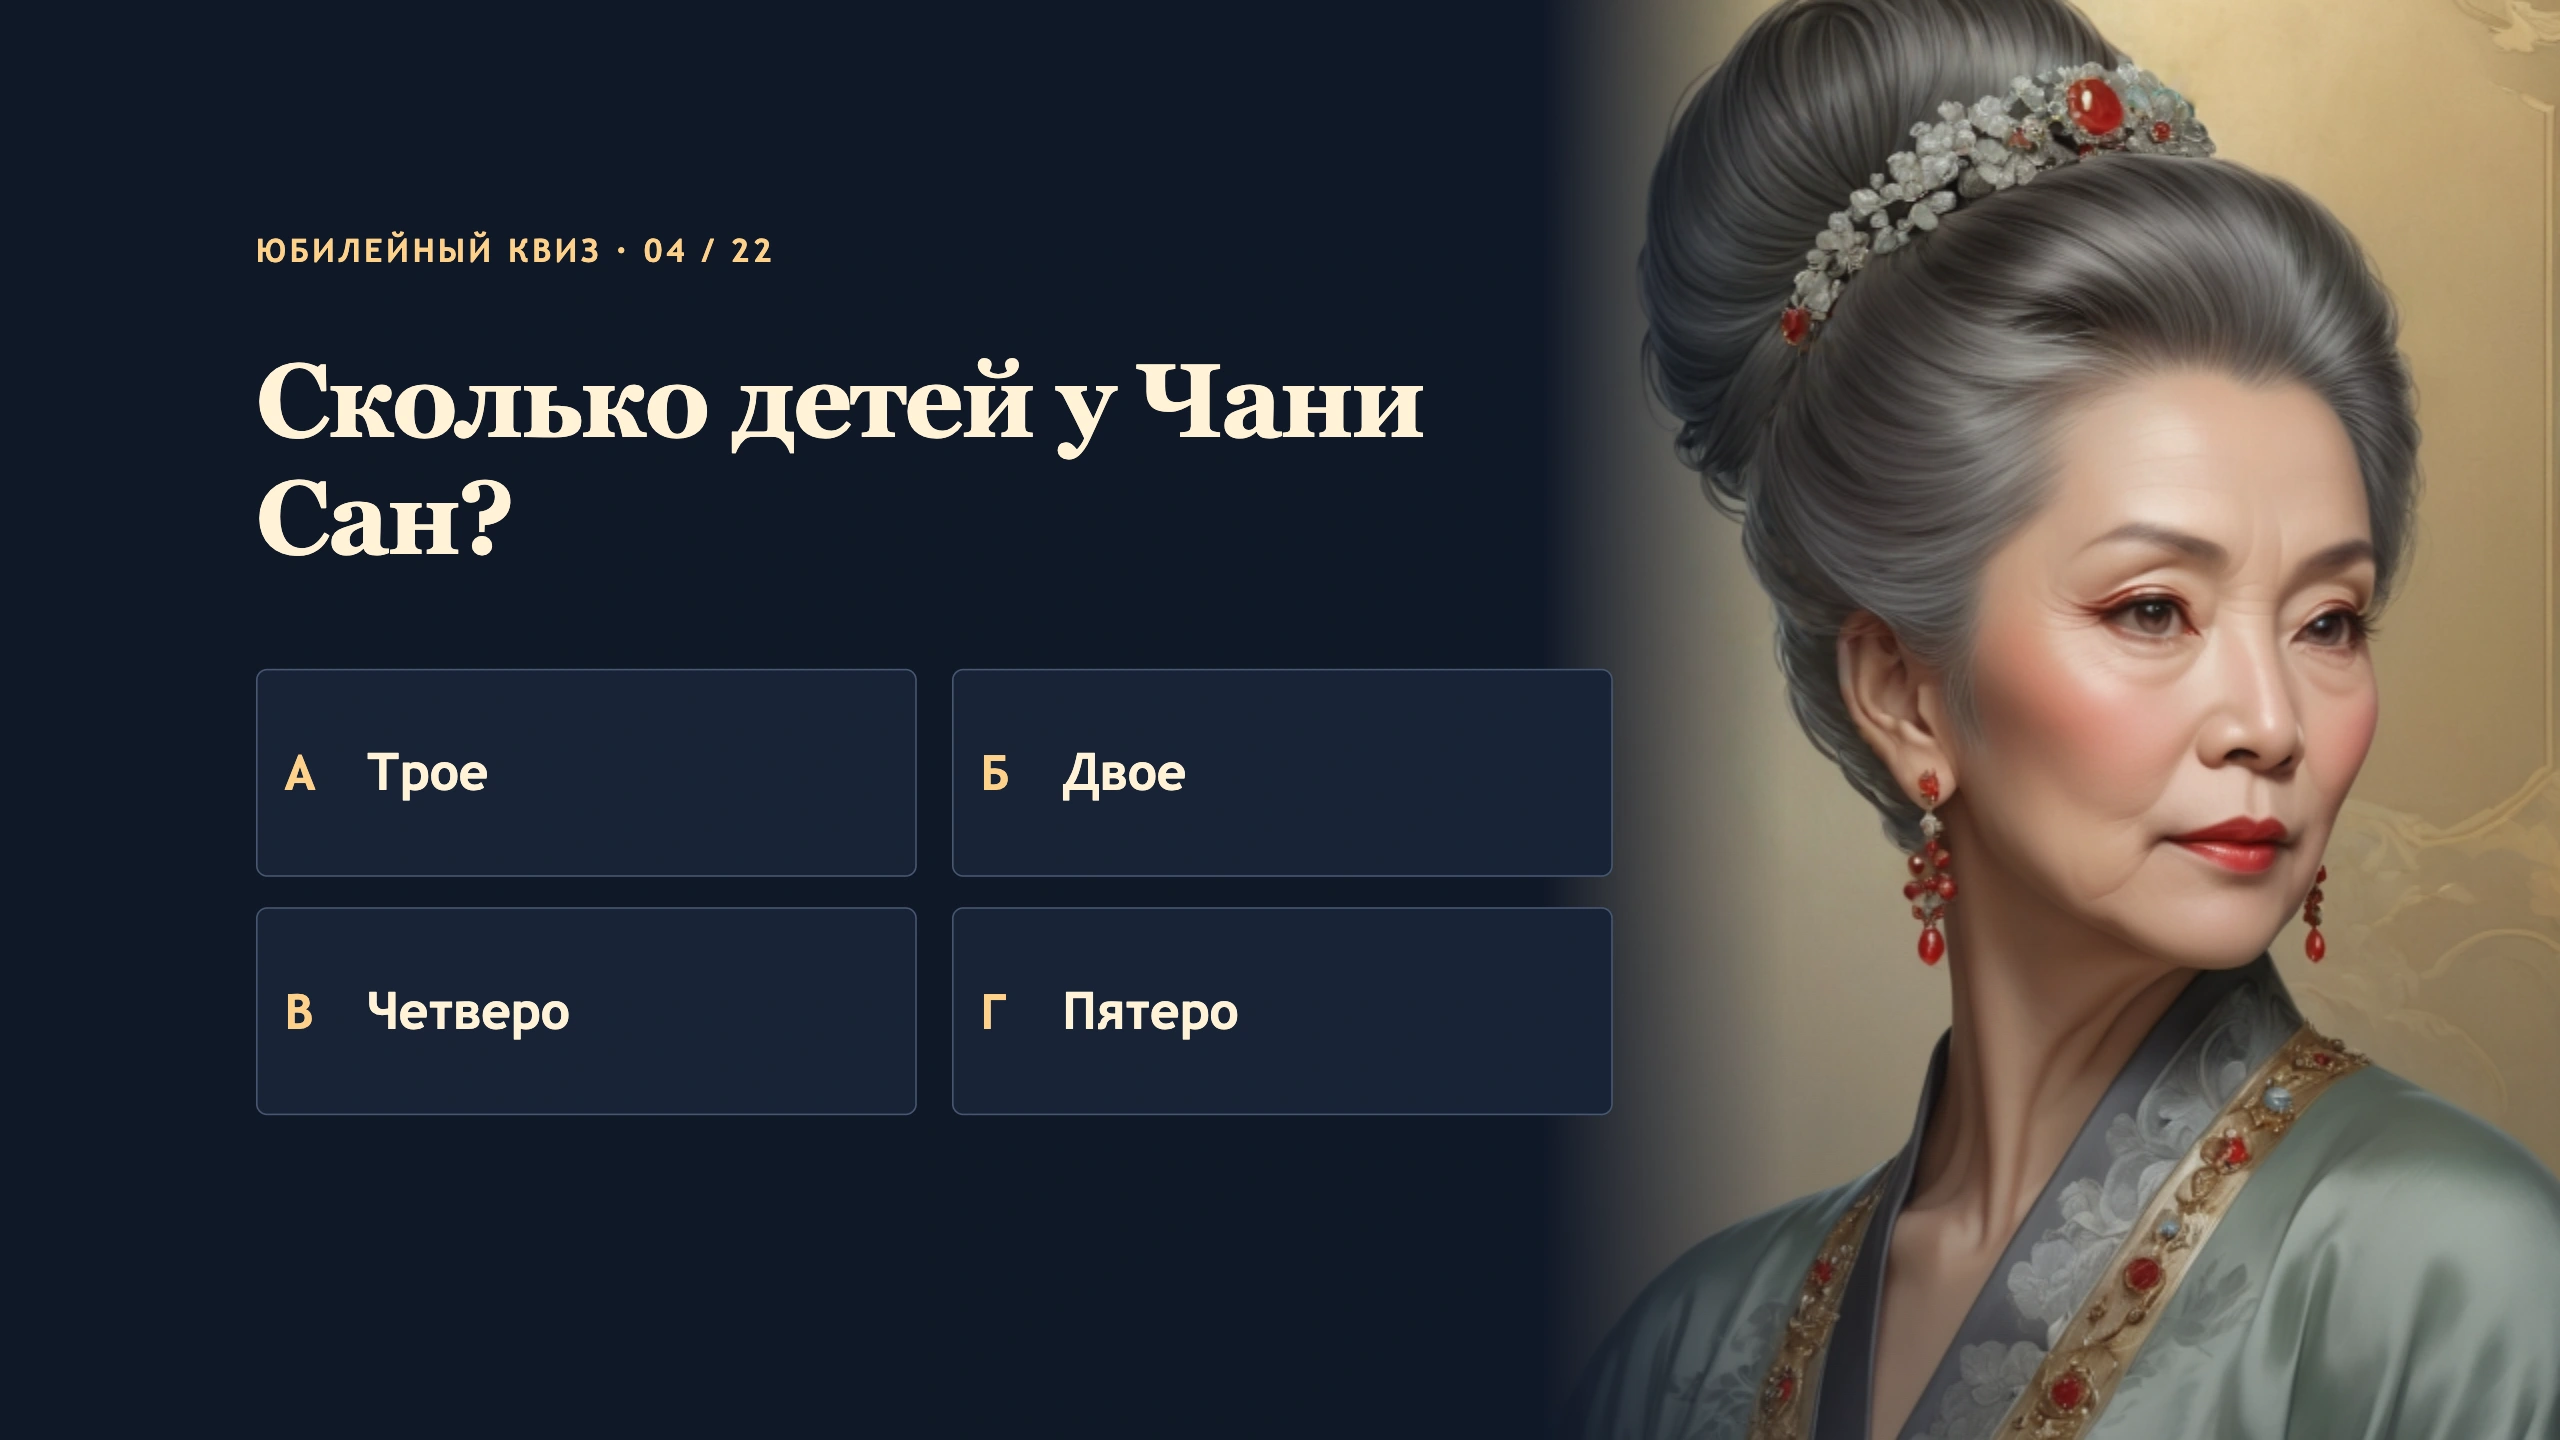 ЮБИЛЕЙНЫЙ КВИЗ · 04 / 22
Сколько детей у Чани
Сан?
А Трое
Б Двое
В Четверо
Г Пятеро